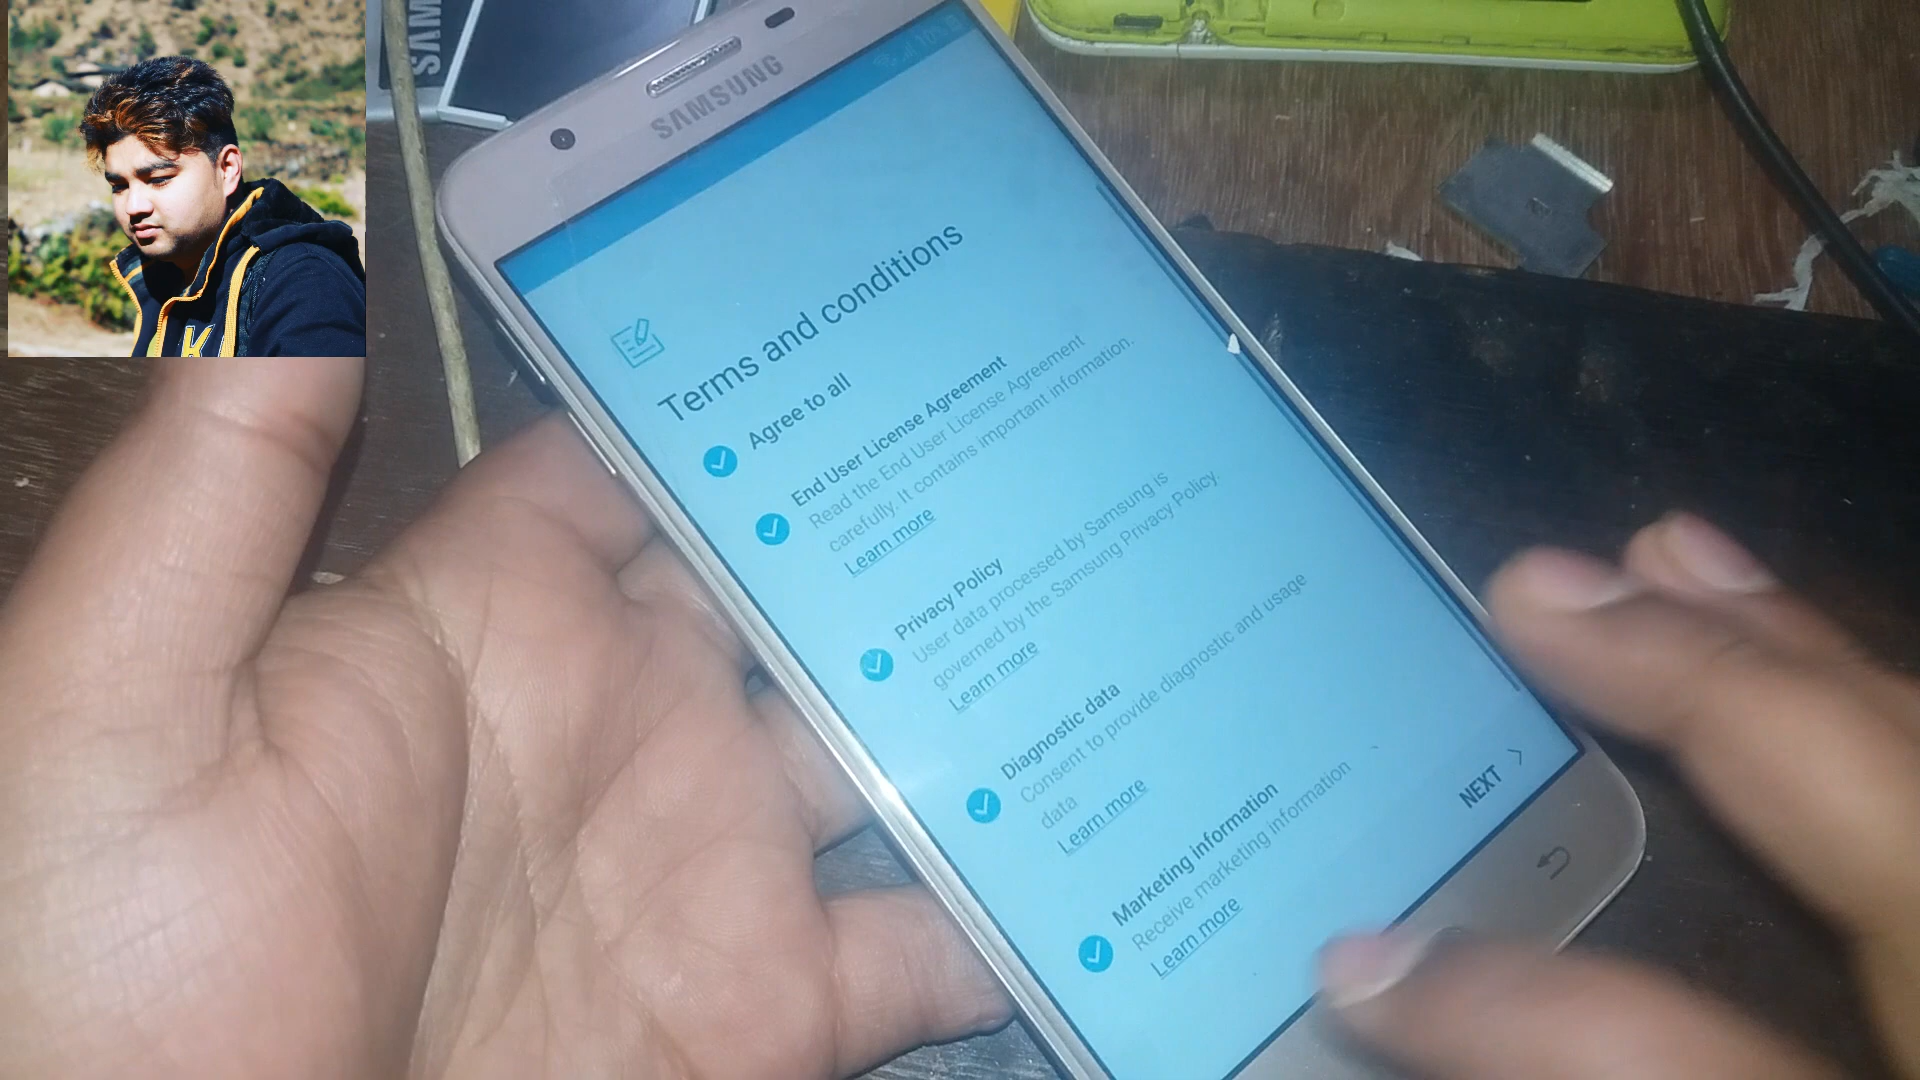 SAM
SAMSUNG
Terms and conditions
Agree to all
End User License Agreement
Read the End User License Agreement
carefully. It contains important information.
Learn more
Privacy Policy
User data processed by Samsung is
governed by the Samsung Privacy Policy.
Learn more
Diagnostic data
Consent to provide diagnostic and usage
data
Learn more
Marketing information
Receive marketing information
Learn more
NEXT
K